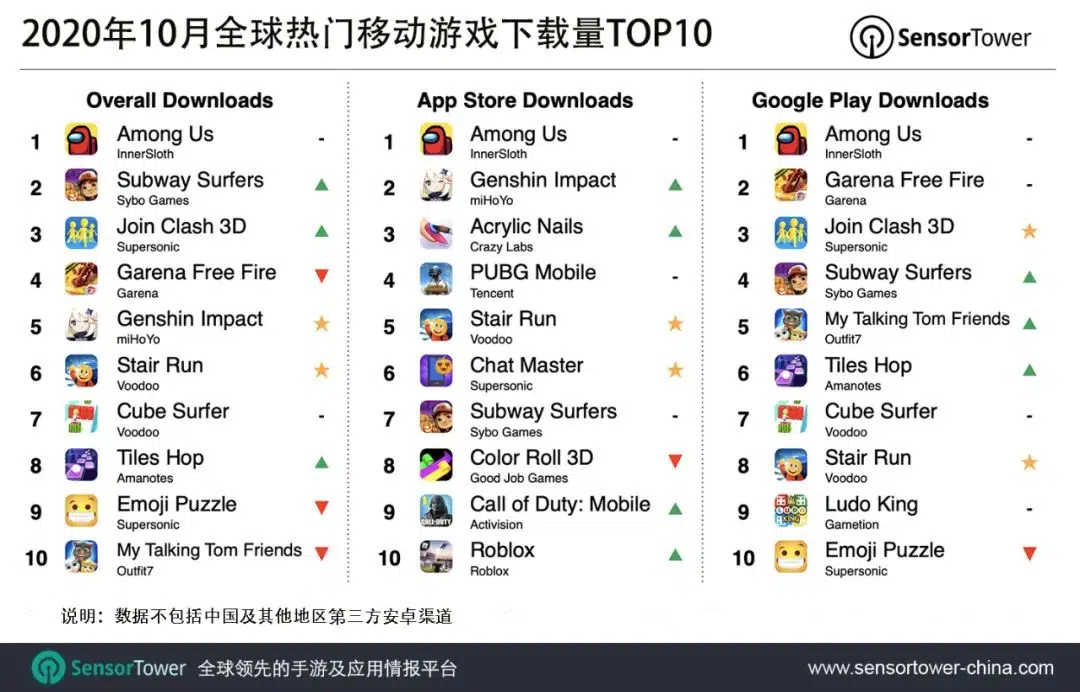 2020年10月全球热门移动游戏下载量TOP10
SensorTower
Overall Downloads
1
Among Us
InnerSloth
-
2
Subway Surfers
Sybo Games
3
Join Clash 3D
Supersonic
4
Garena Free Fire
Garena
5
Genshin Impact
miHoYo
6
Stair Run
Voodoo
7
Cube Surfer
Voodoo
-
8
Tiles Hop
Amanotes
9
Emoji Puzzle
Supersonic
10
My Talking Tom Friends
Outfit7
App Store Downloads
1
Among Us
InnerSloth
-
2
Genshin Impact
miHoYo
3
Acrylic Nails
Crazy Labs
4
PUBG Mobile
Tencent
-
5
Stair Run
Voodoo
6
Chat Master
Supersonic
7
Subway Surfers
Sybo Games
-
8
Color Roll 3D
Good Job Games
9
CALL OF DUTY
Call of Duty: Mobile
Activision
10
Roblox
Roblox
Google Play Downloads
1
Among Us
InnerSloth
-
2
Garena Free Fire
Garena
-
3
Join Clash 3D
Supersonic
4
Subway Surfers
Sybo Games
5
My Talking Tom Friends
Outfit7
6
Tiles Hop
Amanotes
7
Cube Surfer
Voodoo
-
8
Stair Run
Voodoo
9
LUDO
KING
Ludo King
Gametion
-
10
Emoji Puzzle
Supersonic
说明：数据不包括中国及其他地区第三方安卓渠道
SensorTower 全球领先的手游及应用情报平台
www.sensortower-china.com